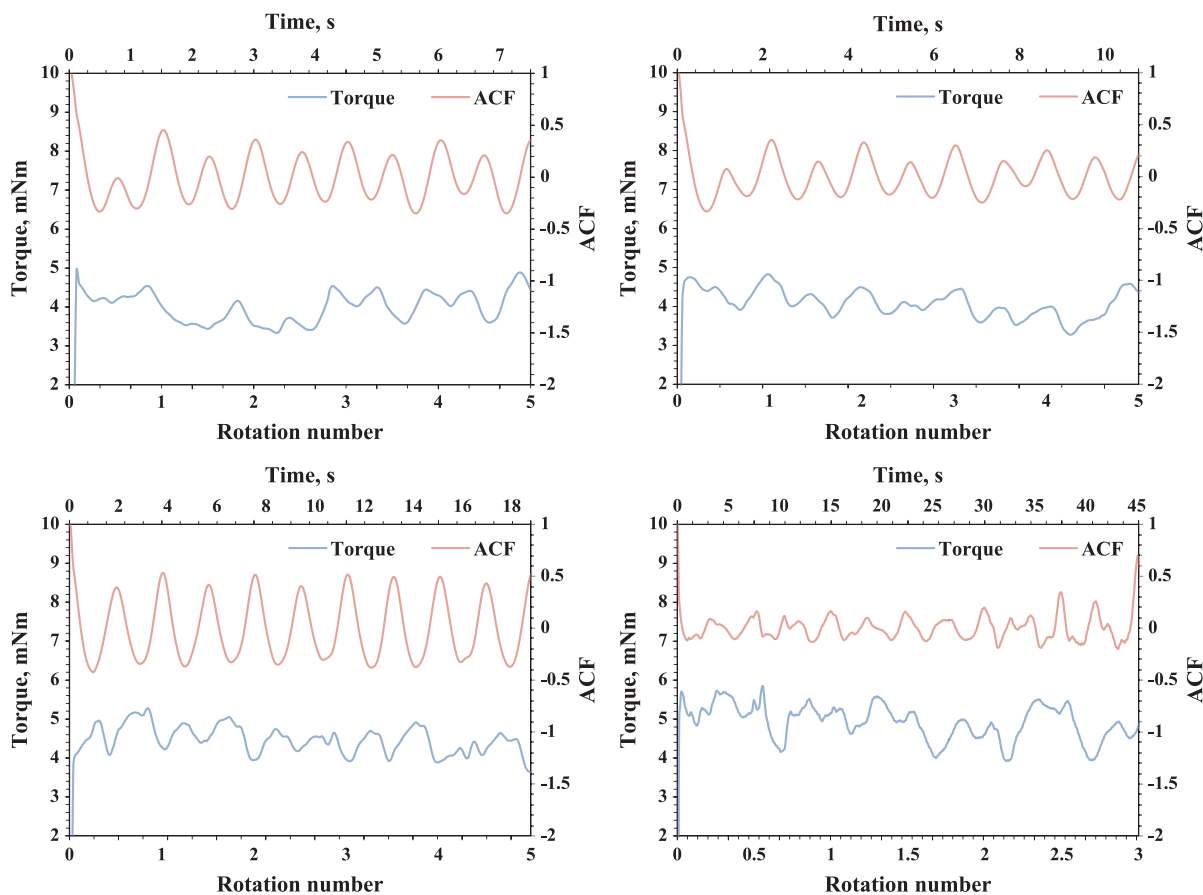 Time, s
0 1 2 3 4 5 6 7
10 9 8 7 6 5 4 3 2
Torque, mNm
Torque ACF
1 0.5 0 -0.5 -1 -1.5 -2
ACF
0 1 2 3 4 5
Rotation number
Time, s
0 2 4 6 8 10
10 9 8 7 6 5 4 3 2
Torque, mNm
Torque ACF
1 0.5 0 -0.5 -1 -1.5 -2
ACF
0 1 2 3 4 5
Rotation number
Time, s
0 2 4 6 8 10 12 14 16 18
10 9 8 7 6 5 4 3 2
Torque, mNm
Torque ACF
1 0.5 0 -0.5 -1 -1.5 -2
ACF
0 1 2 3 4 5
Rotation number
Time, s
0 5 10 15 20 25 30 35 40 45
10 9 8 7 6 5 4 3 2
Torque, mNm
Torque ACF
1 0.5 0 -0.5 -1 -1.5 -2
ACF
0 0.5 1 1.5 2 2.5 3
Rotation number